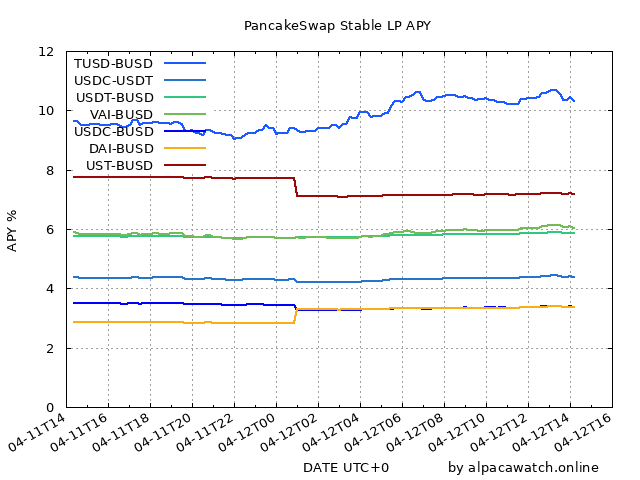 PancakeSwap Stable LP APY
12
10
8
6
4
2
0
APY %
TUSD-BUSD
USDC-USDT
USDT-BUSD
VAI-BUSD
USDC-BUSD
DAI-BUSD
UST-BUSD
04-11T14
04-11T16
04-11T18
04-11T20
04-11T22
04-12T00
04-12T02
04-12T04
04-12T06
04-12T08
04-12T10
04-12T12
04-12T14
04-12T16
DATE UTC+0
by alpacawatch.online